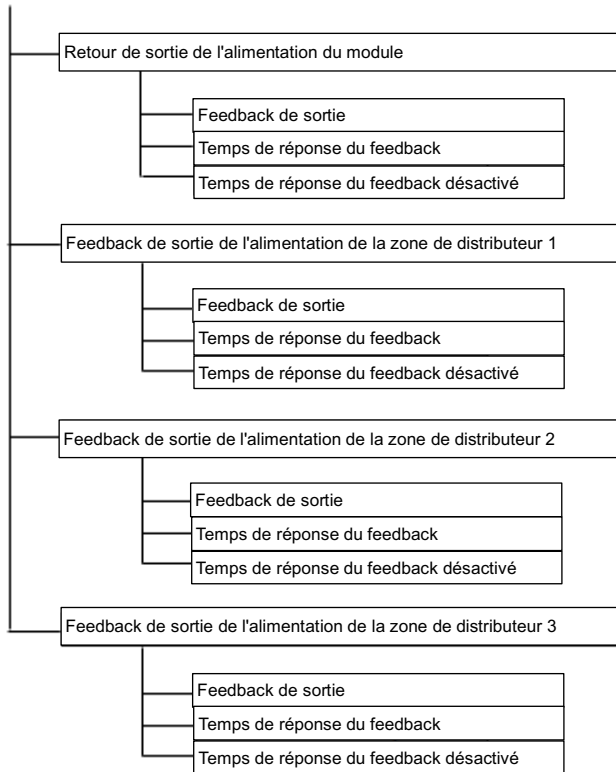 Retour de sortie de l'alimentation du module
Feedback de sortie
Temps de réponse du feedback
Temps de réponse du feedback désactivé
Feedback de sortie de l'alimentation de la zone de distributeur 1
Feedback de sortie
Temps de réponse du feedback
Temps de réponse du feedback désactivé
Feedback de sortie de l'alimentation de la zone de distributeur 2
Feedback de sortie
Temps de réponse du feedback
Temps de réponse du feedback désactivé
Feedback de sortie de l'alimentation de la zone de distributeur 3
Feedback de sortie
Temps de réponse du feedback
Temps de réponse du feedback désactivé